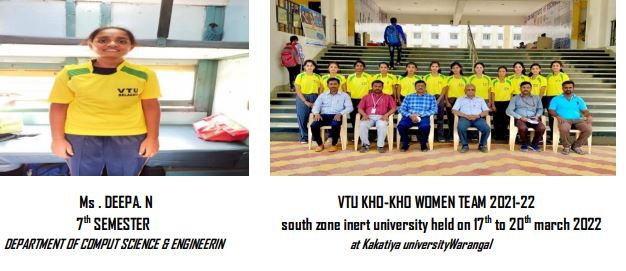 VTU
BELAGAVI
Ms . DEEPA. N
7th SEMESTER
DEPARTMENT OF COMPUT SCIENCE & ENGINEERIN
VTU KHO-KHO WOMEN TEAM 2021-22
south zone inert university held on 17th to 20th march 2022
at Kakatiya universityWarangal